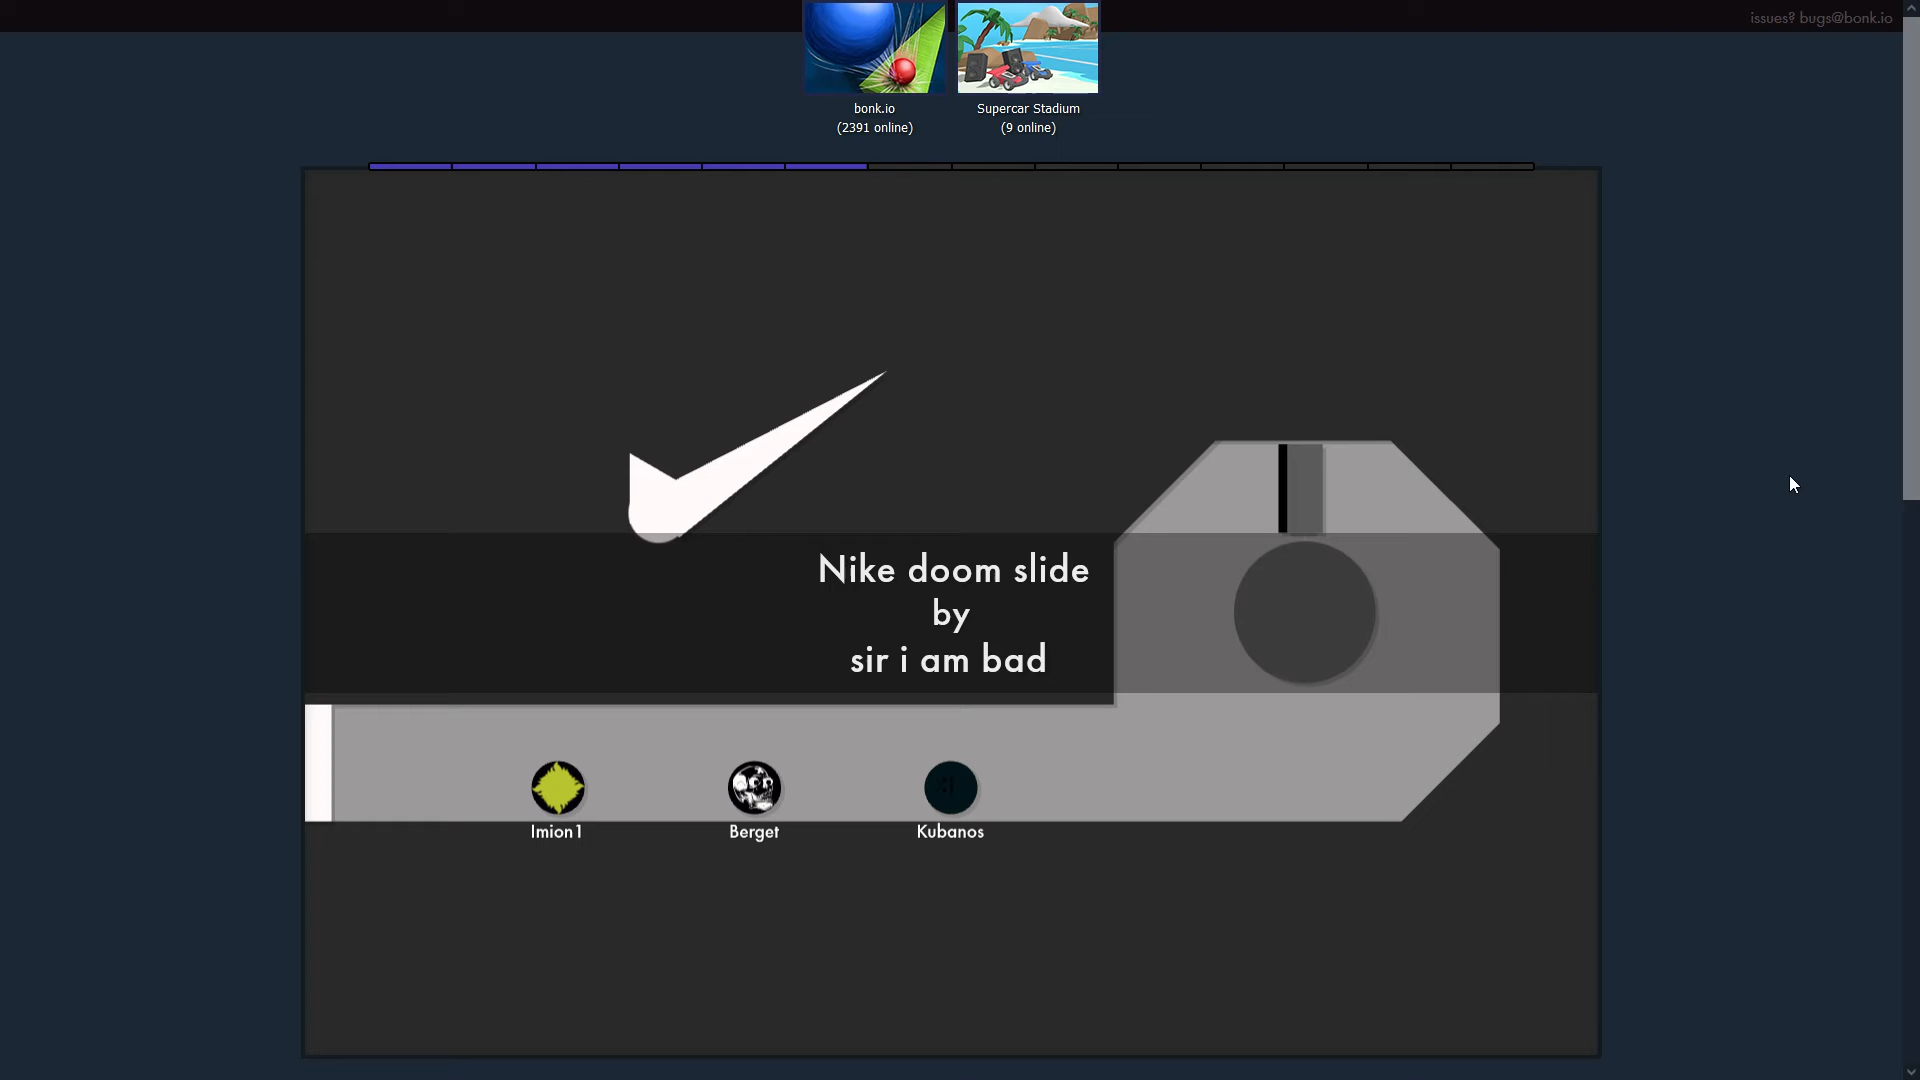 issues? bugs@bonk.io
bonk.io
(2391 online)
Supercar Stadium
(9 online)
Nike doom slide
by
sir i am bad
Imion1
Berget
Kubanos